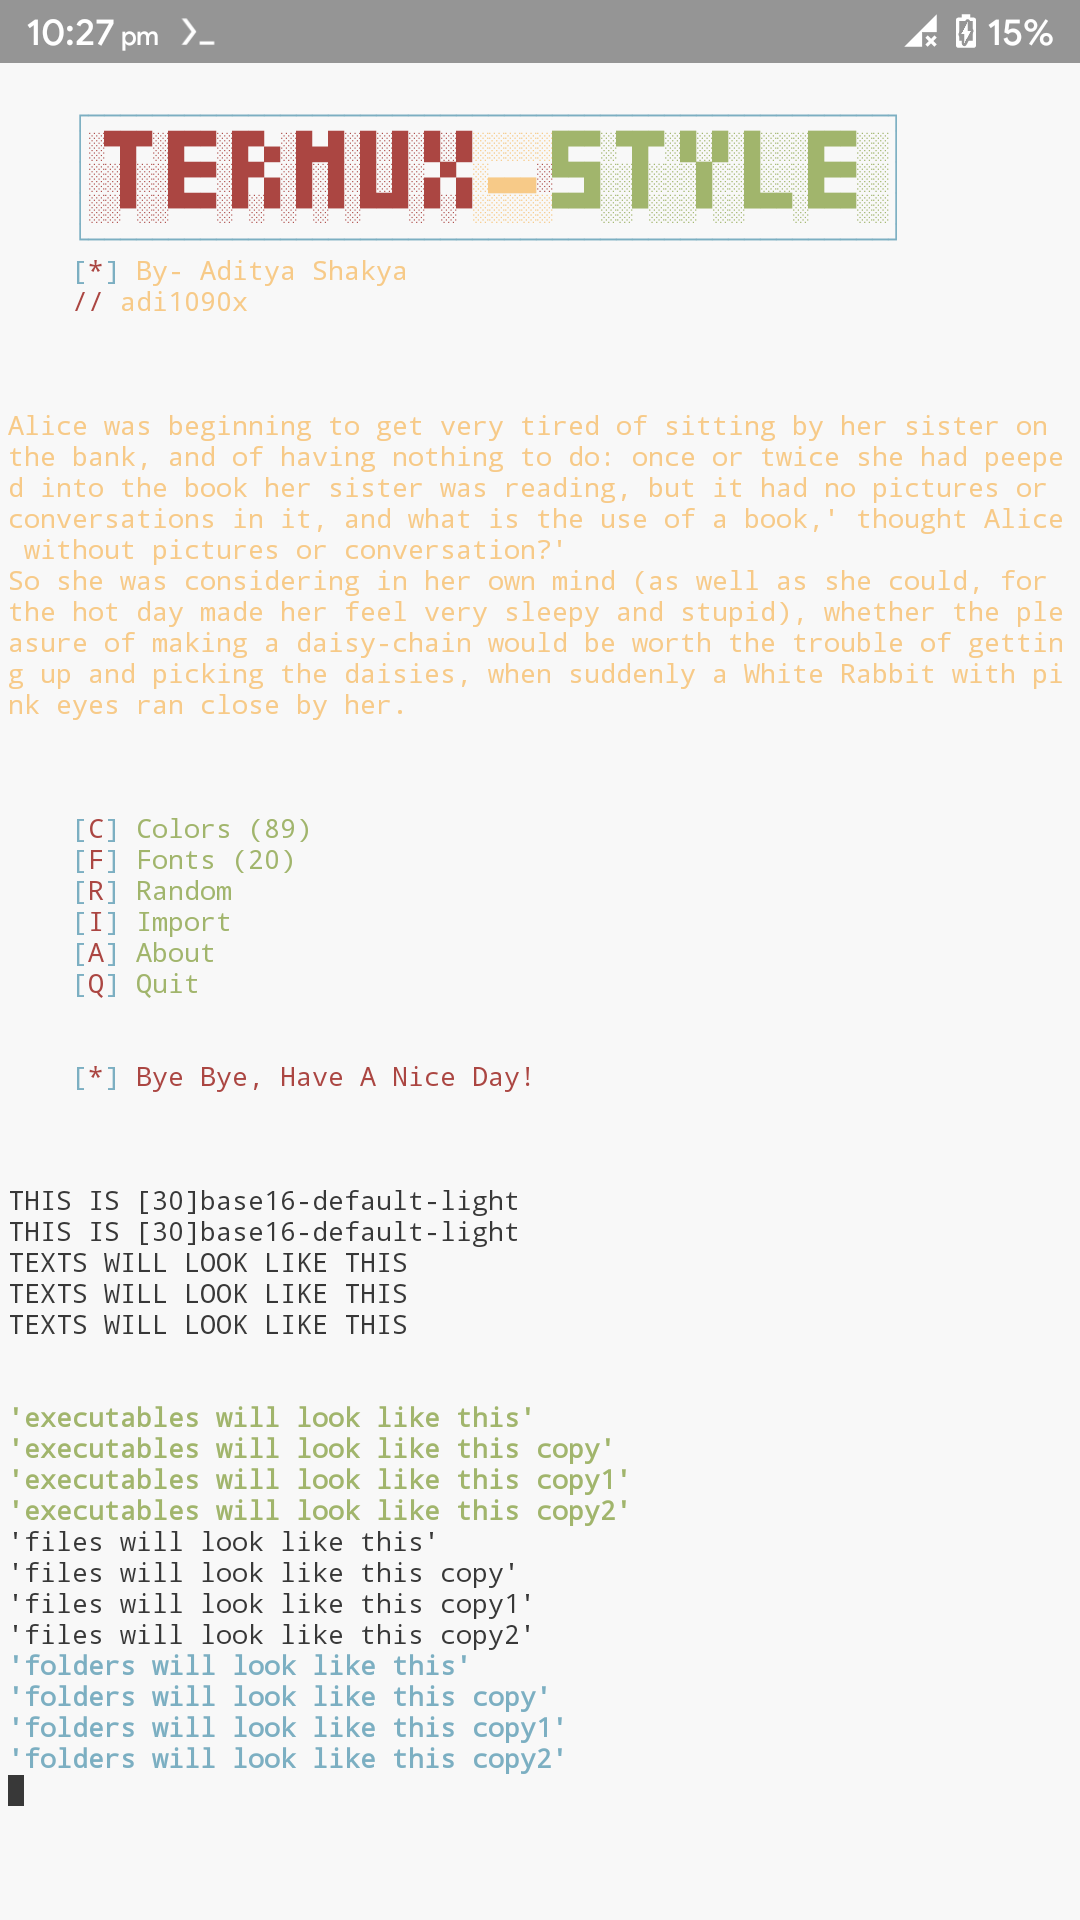 10:27 pm 15%
TERMUX_STYLE
[*] By- Aditya Shakya
// adi1090x
Alice was beginning to get very tired of sitting by her sister on
the bank, and of having nothing to do: once or twice she had peepe
d into the book her sister was reading, but it had no pictures or
conversations in it, and what is the use of a book,' thought Alice
without pictures or conversation?'
So she was considering in her own mind (as well as she could, for
the hot day made her feel very sleepy and stupid), whether the ple
asure of making a daisy-chain would be worth the trouble of gettin
g up and picking the daisies, when suddenly a White Rabbit with pi
nk eyes ran close by her.
[C] Colors (89)
[F] Fonts (20)
[R] Random
[I] Import
[A] About
[Q] Quit
[*] Bye Bye, Have A Nice Day!
THIS IS [30]base16-default-light
THIS IS [30]base16-default-light
TEXTS WILL LOOK LIKE THIS
TEXTS WILL LOOK LIKE THIS
TEXTS WILL LOOK LIKE THIS
'executables will look like this'
'executables will look like this copy'
'executables will look like this copy1'
'executables will look like this copy2'
'files will look like this'
'files will look like this copy'
'files will look like this copy1'
'files will look like this copy2'
'folders will look like this'
'folders will look like this copy'
'folders will look like this copy1'
'folders will look like this copy2'